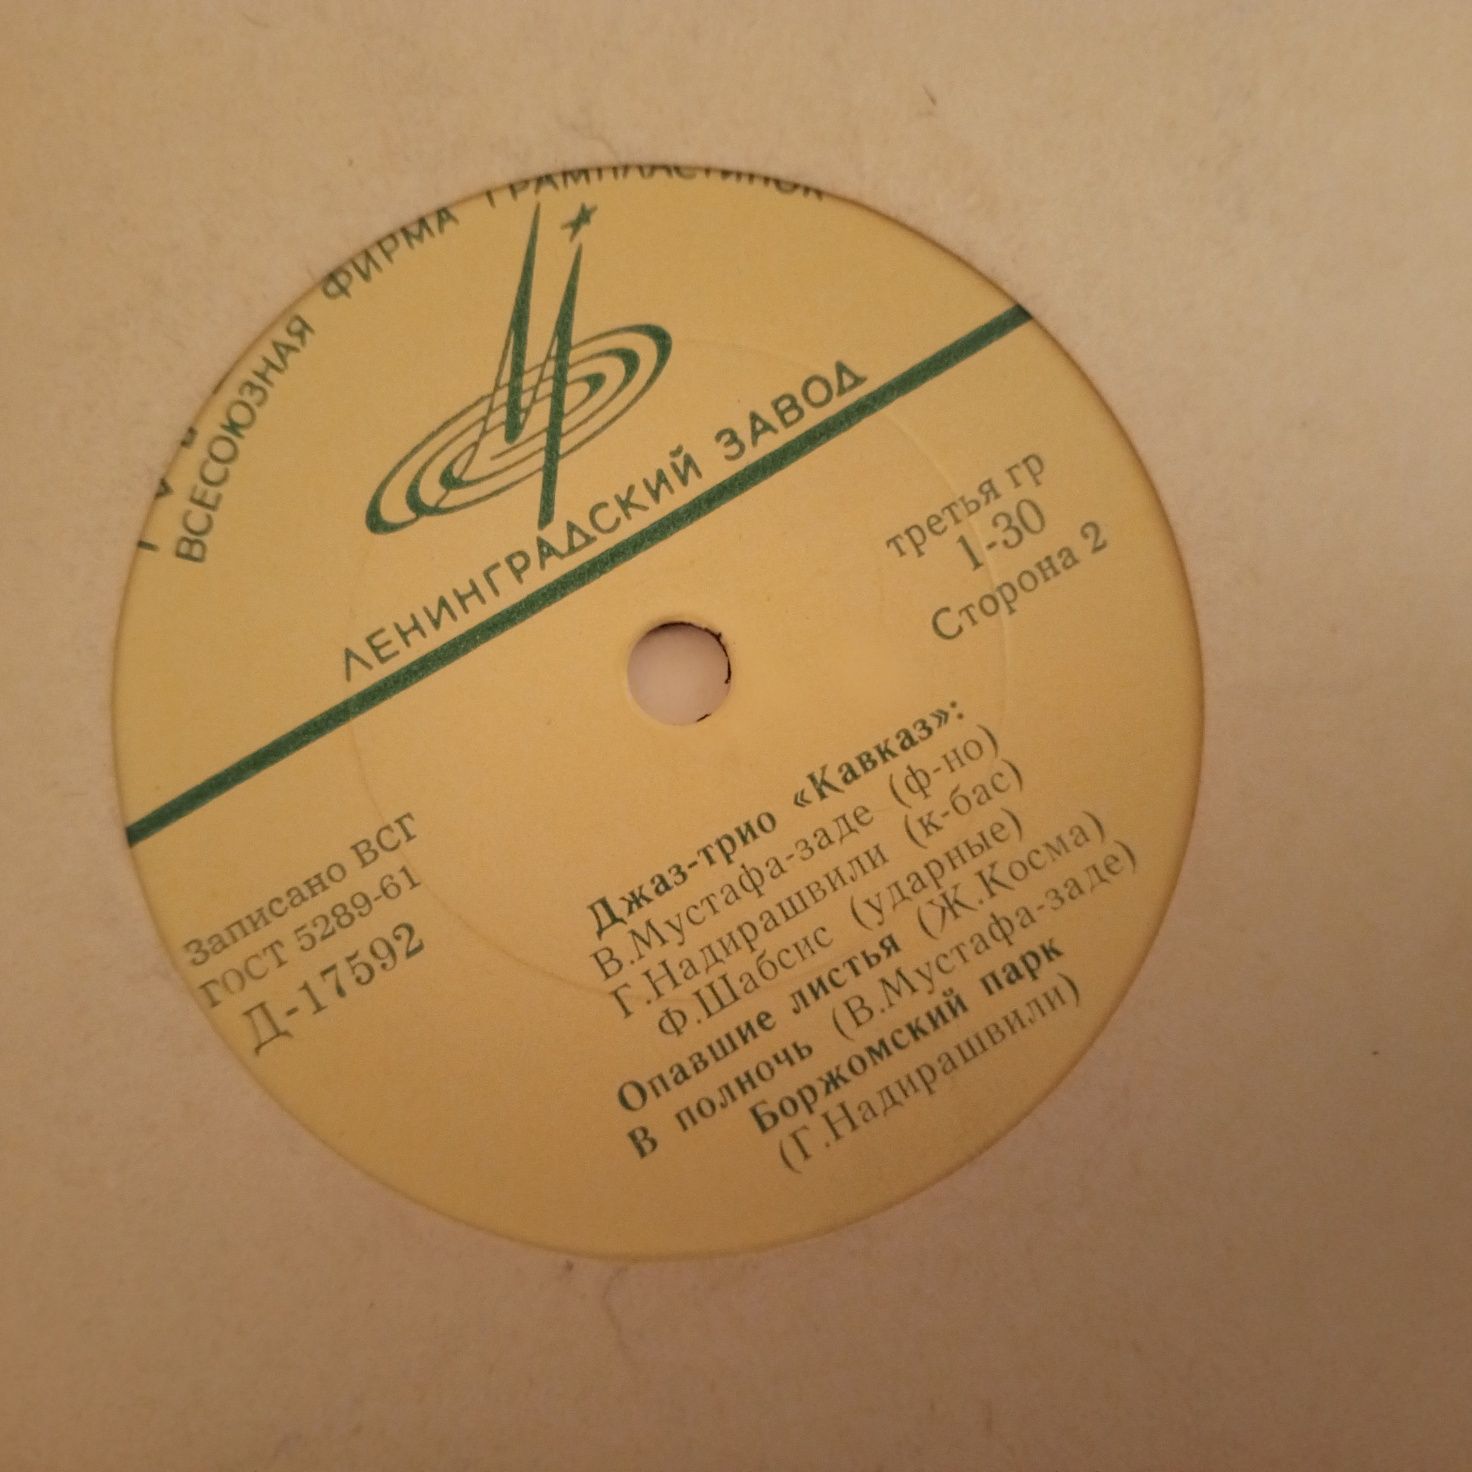 ВСЕСОЮЗНАЯ ФИРМА ГРАМПЛАСТИНОК
ЛЕНИНГРАДСКИЙ ЗАВОД
третья гр
1-30
Сторона 2
Записано ВСГ
ГОСТ 5289-61
Д-17592
Джаз-трио «Кавказ»:
В.Мустафа-заде (ф-но)
Г.Надирашвили (к-бас)
Ф.Шабсис (ударные)
Опавшие листья (Ж.Косма)
В полночь (В.Мустафа-заде)
Боржомский парк
(Г.Надирашвили)